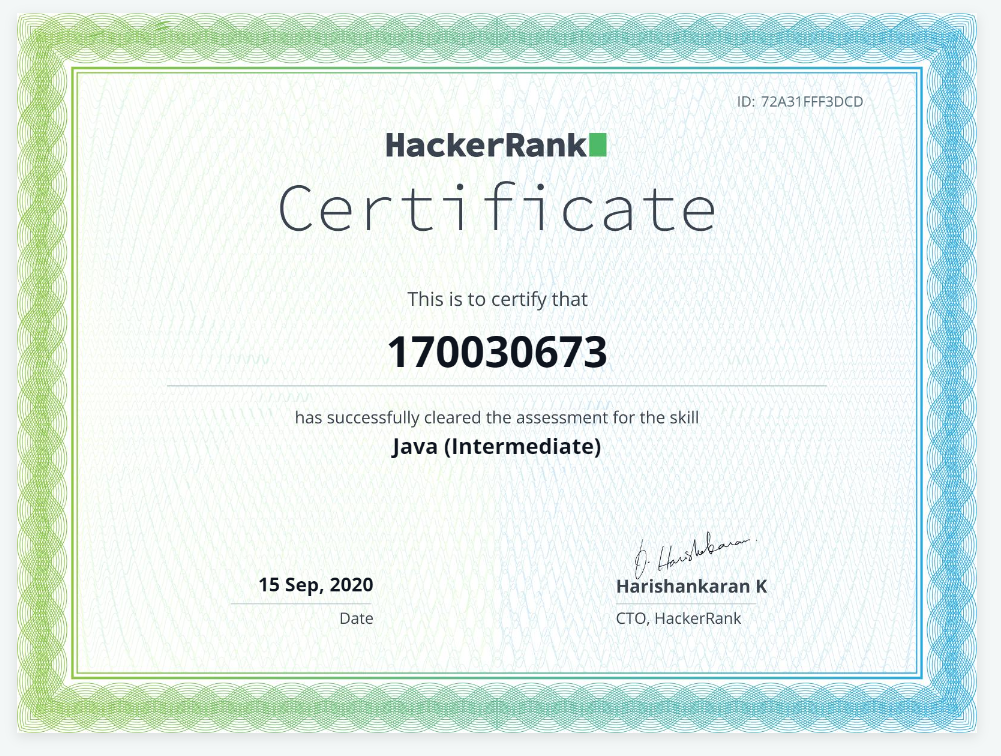 ID: 72A31FFF3DCD
HackerRank
Certificate
This is to certify that
170030673
has successfully cleared the assessment for the skill
Java (Intermediate)
15 Sep, 2020
Date
Harishankaran K
CTO, HackerRank